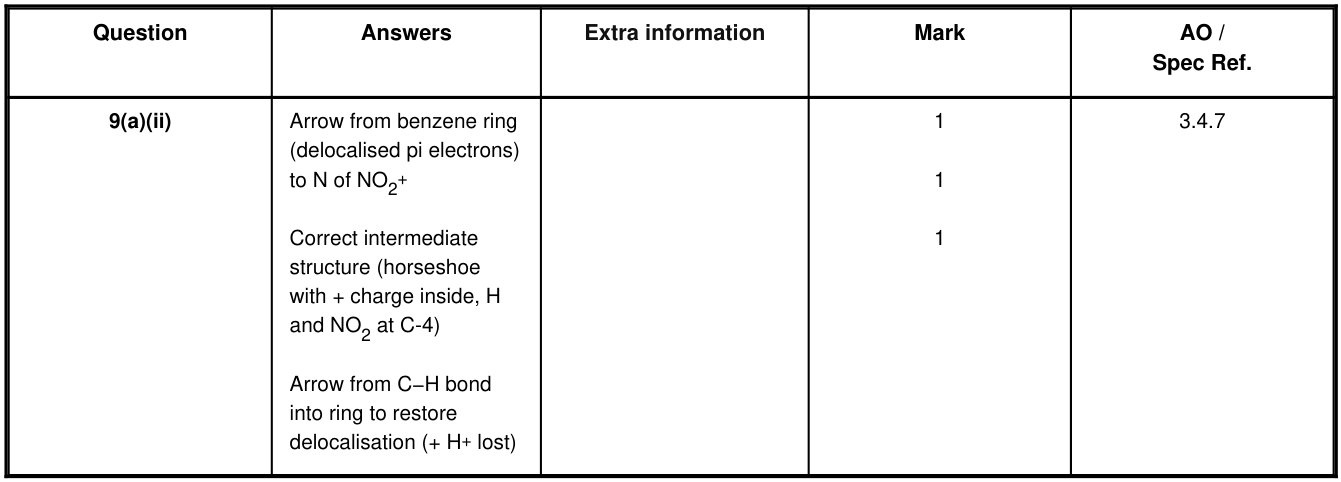 Question Answers Extra information Mark AO /
Spec Ref.
9(a)(ii) Arrow from benzene ring 1 3.4.7
(delocalised pi electrons)
to N of NO₂⁺ 1
Correct intermediate 1
structure (horseshoe
with + charge inside, H
and NO₂ at C-4)
Arrow from C–H bond
into ring to restore
delocalisation (+ H⁺ lost)